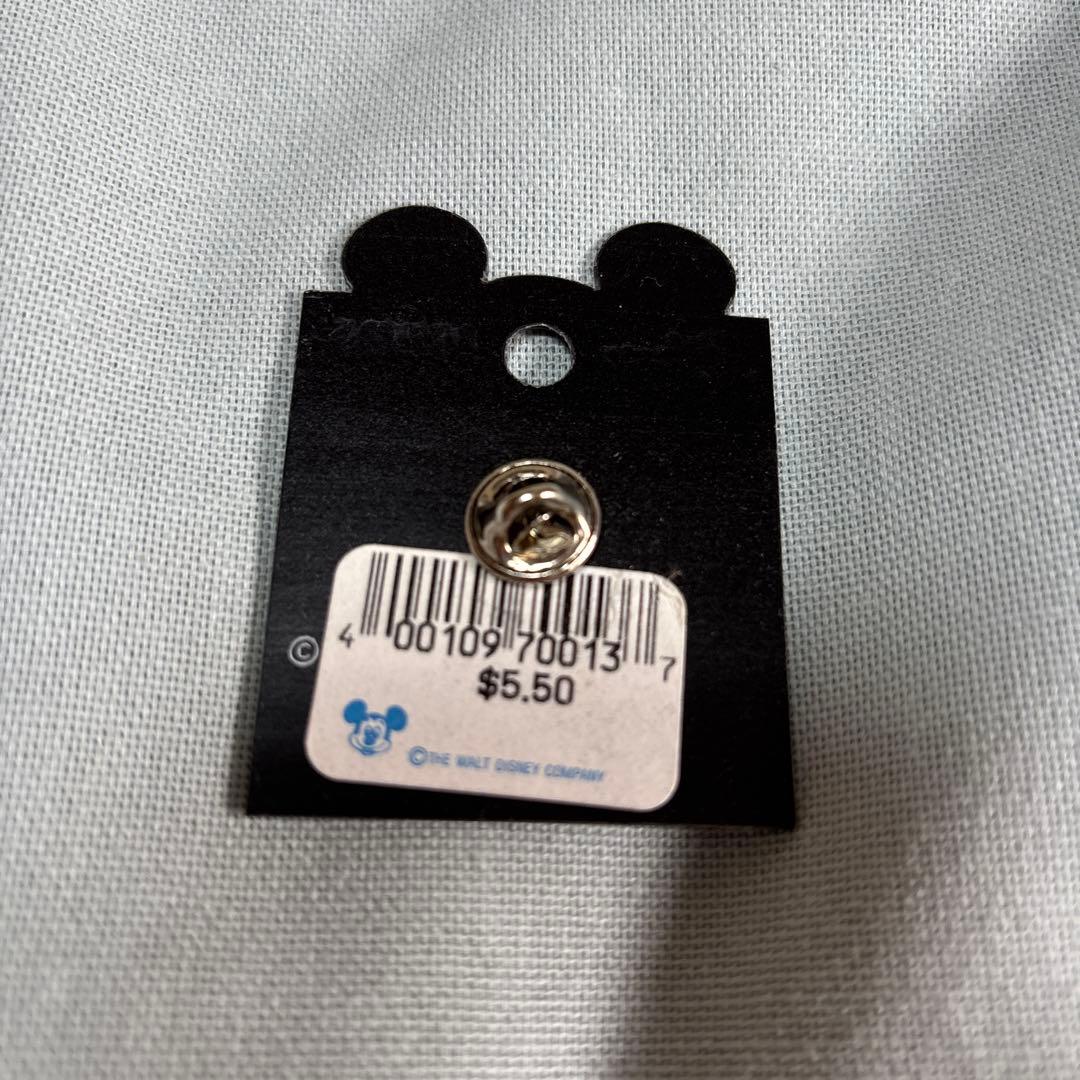 ©
4 00109 70013 7
$5.50
©THE WALT DISNEY COMPANY